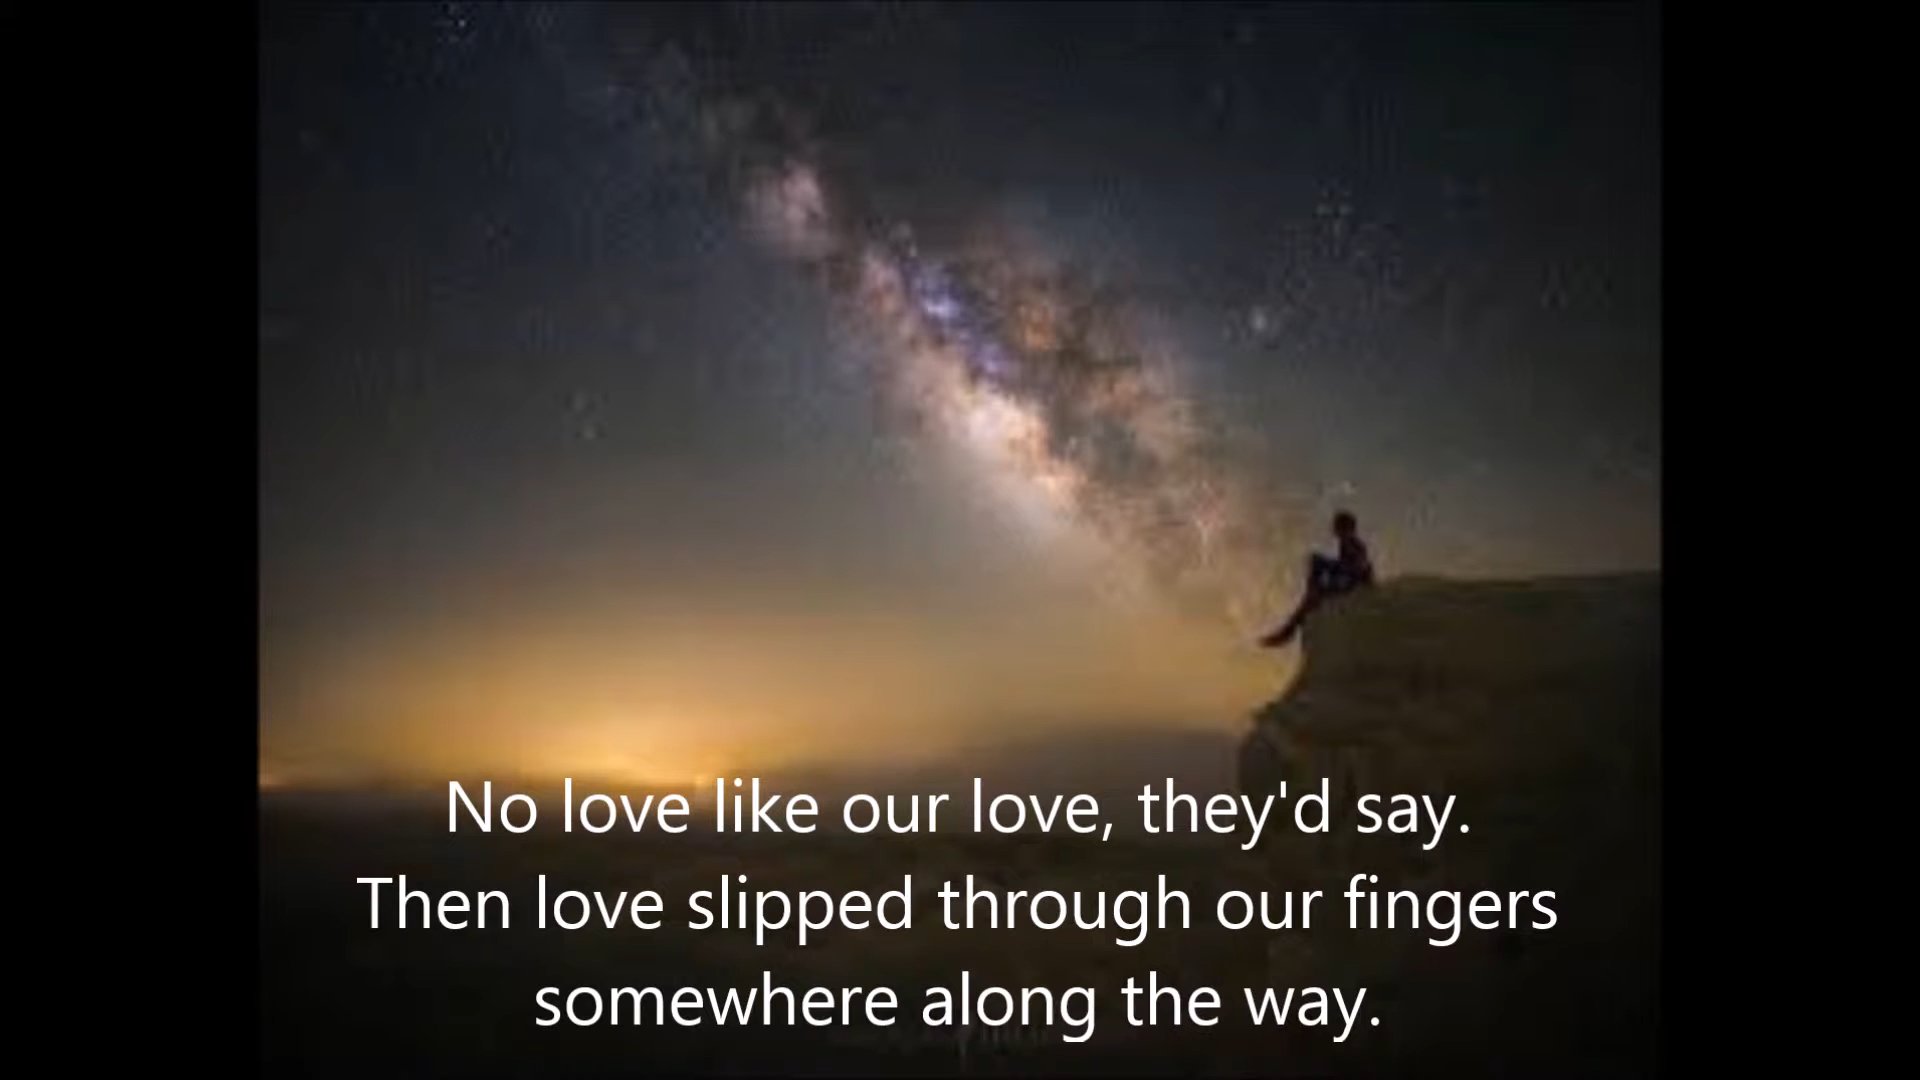 No love like our love, they'd say.
Then love slipped through our fingers
somewhere along the way.